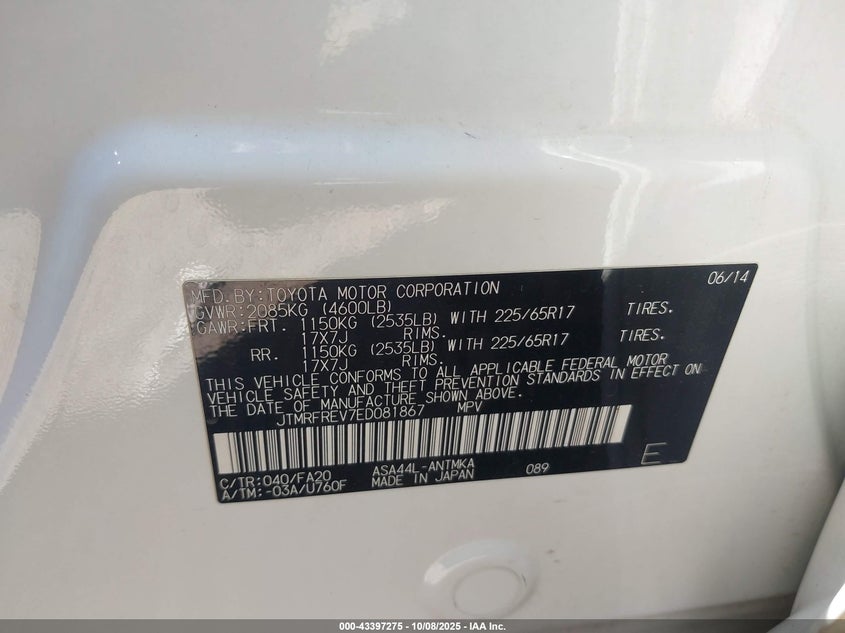 MFD. BY: TOYOTA MOTOR CORPORATION 06/14
GVWR: 2085KG (4600LB)
GAWR: FRT. 1150KG (2535LB) WITH 225/65R17 TIRES.
17X7J RIMS.
RR. 1150KG (2535LB) WITH 225/65R17 TIRES.
17X7J RIMS.
THIS VEHICLE CONFORMS TO ALL APPLICABLE FEDERAL MOTOR
VEHICLE SAFETY AND THEFT PREVENTION STANDARDS IN EFFECT ON
THE DATE OF MANUFACTURE SHOWN ABOVE.
JTMRFREV7ED081867 MPV
C/TR: 040/FA20 ASA44L-ANTMKA 089 E
A/TM: -03A/U760F MADE IN JAPAN
000-43397275 - 10/08/2025 - IAA Inc.